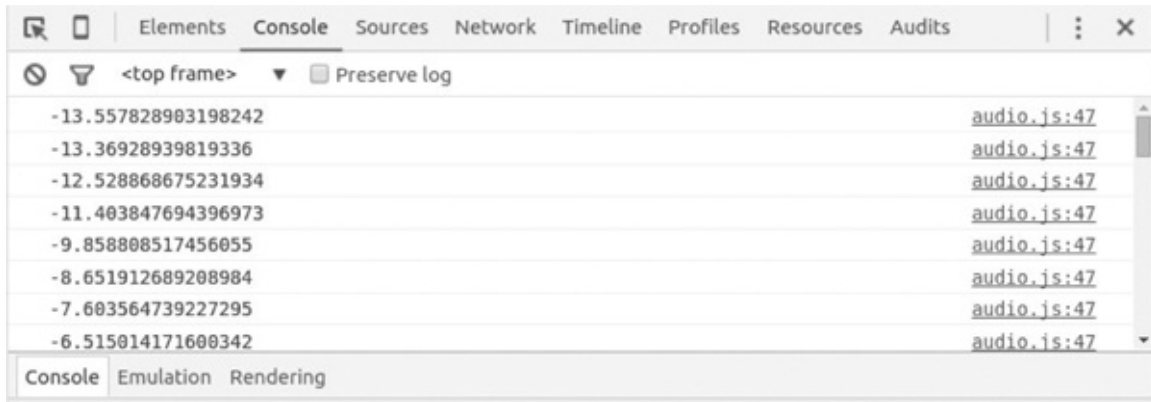 Elements Console Sources Network Timeline Profiles Resources Audits
<top frame> Preserve log
-13.557828903198242 audio.js:47
-13.36928939819336 audio.js:47
-12.528868675231934 audio.js:47
-11.403847694396973 audio.js:47
-9.858808517456055 audio.js:47
-8.651912689208984 audio.js:47
-7.603564739227295 audio.js:47
-6.515014171600342 audio.js:47
Console Emulation Rendering